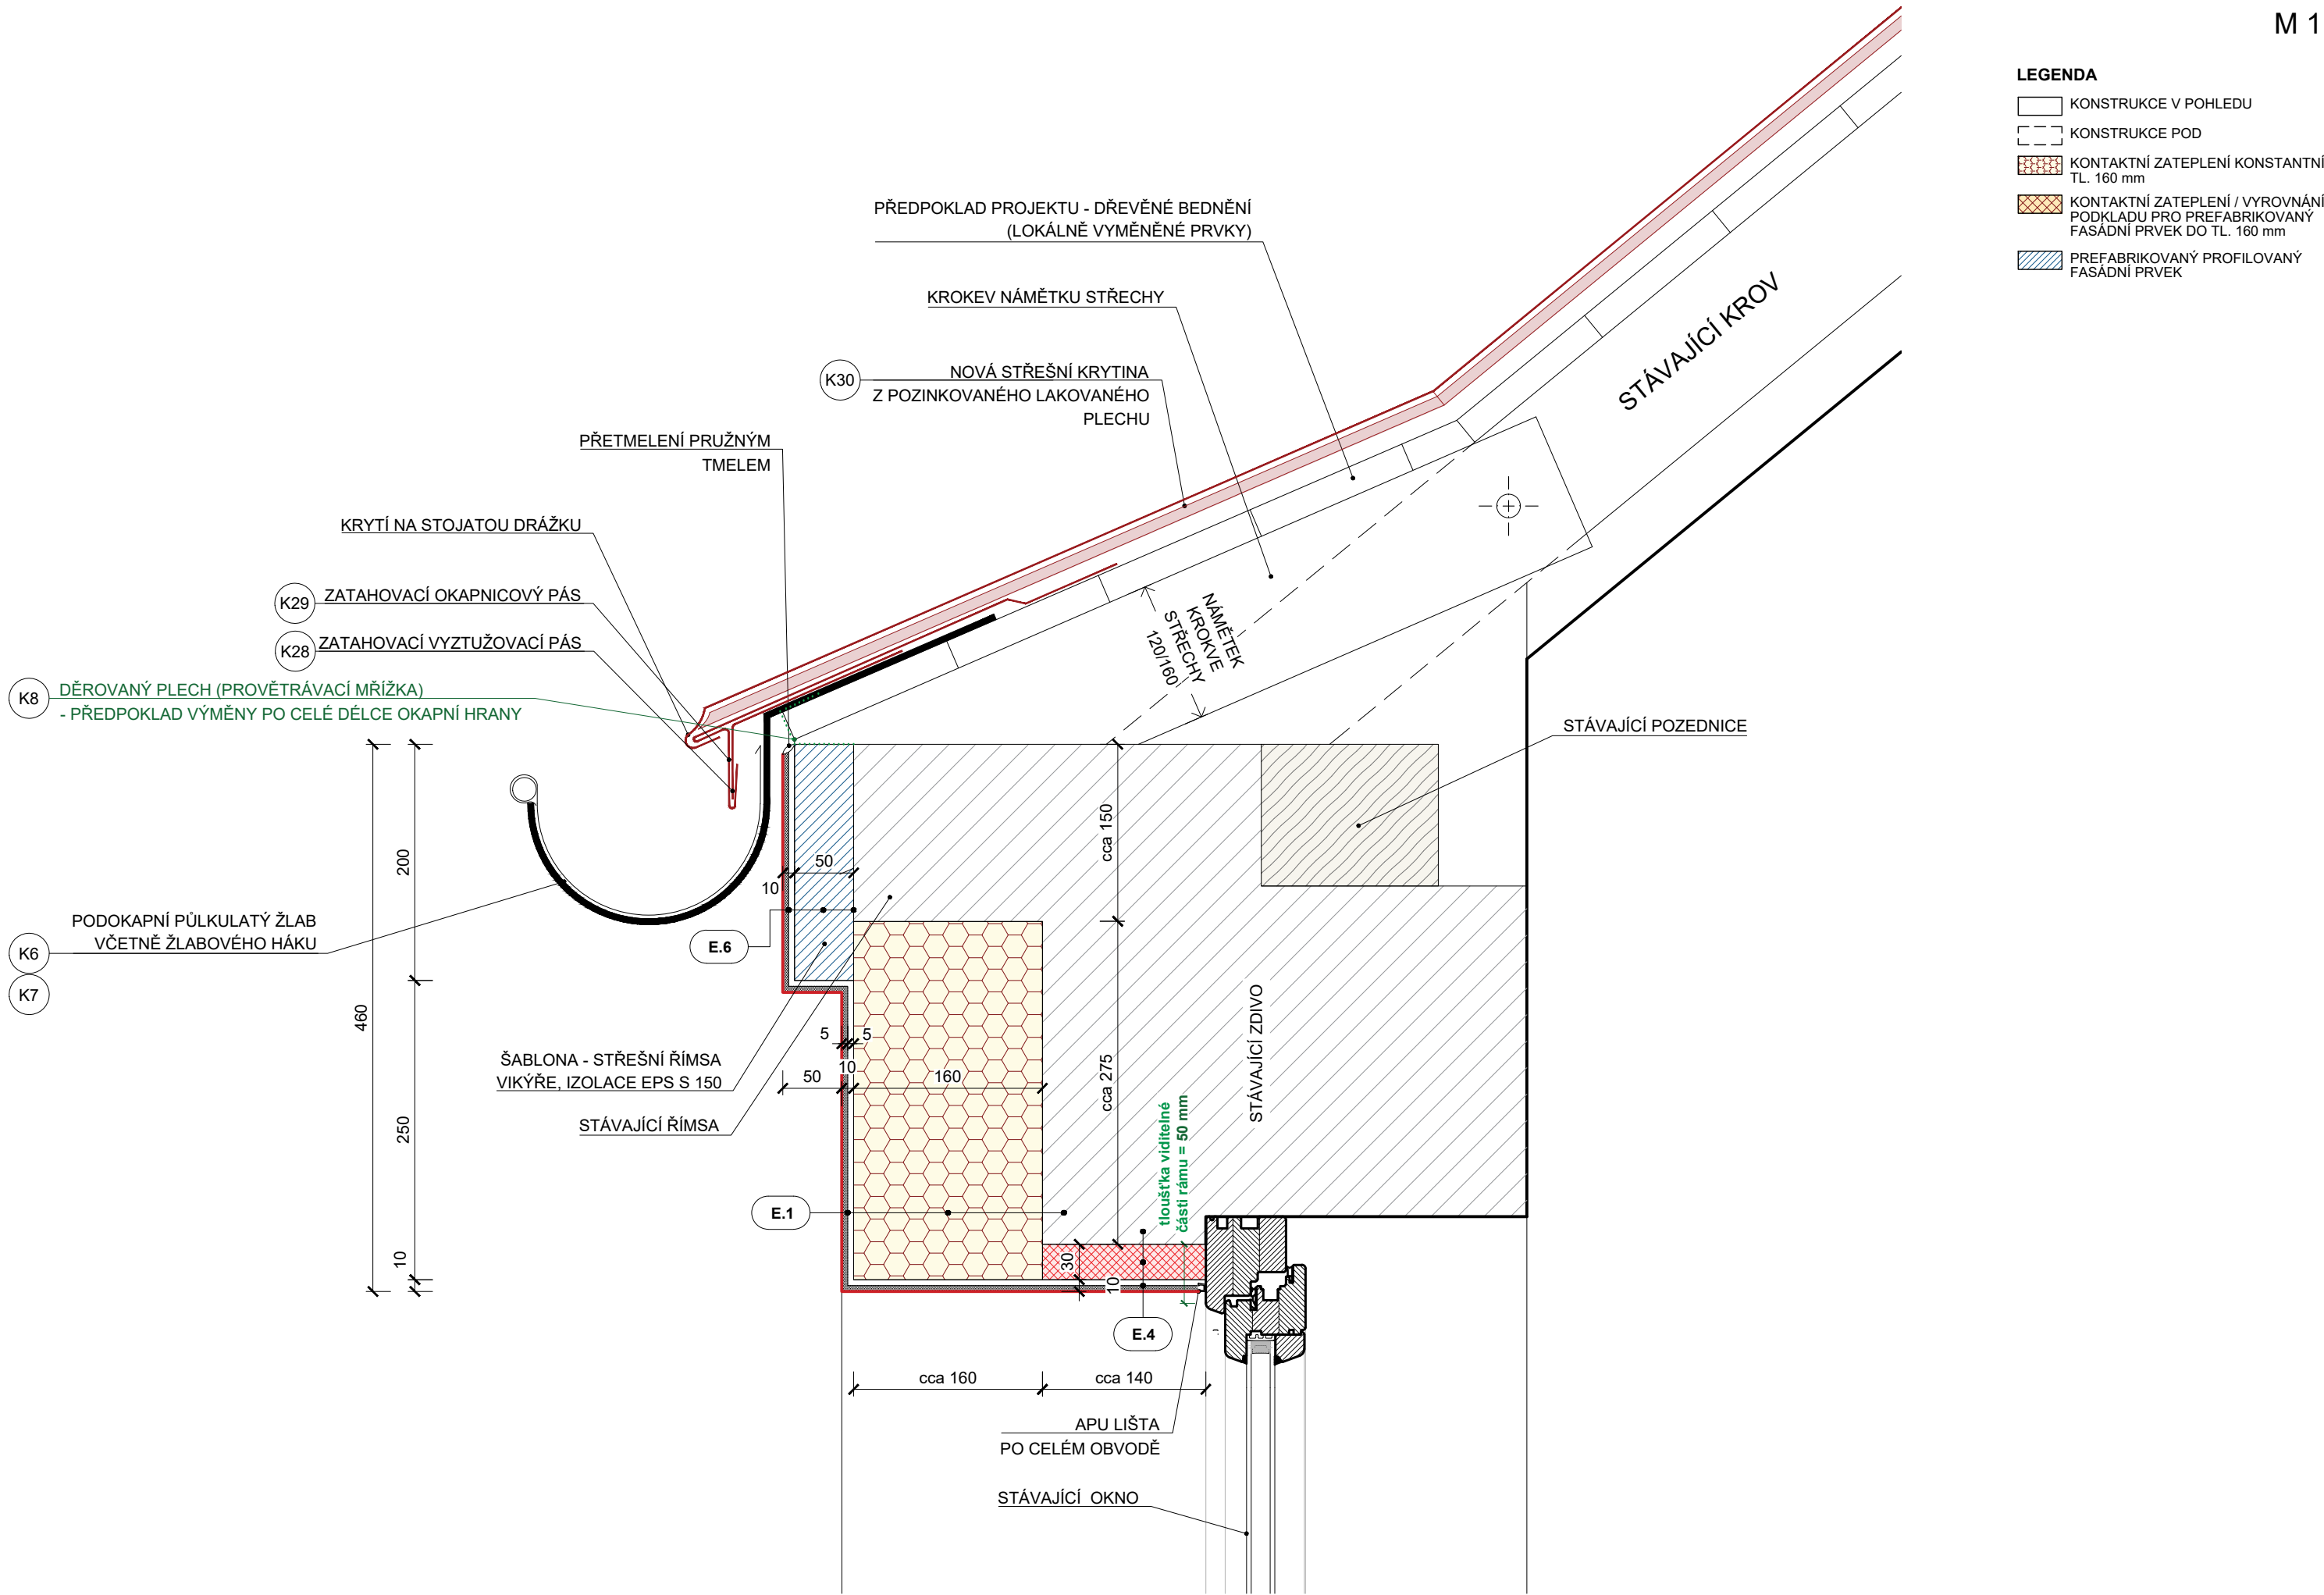 M 1
LEGENDA
KONSTRUKCE V POHLEDU
KONSTRUKCE POD
KONTAKTNÍ ZATEPLENÍ KONSTANTNÍ
TL. 160 mm
KONTAKTNÍ ZATEPLENÍ / VYROVNÁNÍ
PODKLADU PRO PREFABRIKOVANÝ
FASÁDNÍ PRVEK DO TL. 160 mm
PREFABRIKOVANÝ PROFILOVANÝ
FASÁDNÍ PRVEK
PŘEDPOKLAD PROJEKTU - DŘEVĚNÉ BEDNĚNÍ
(LOKÁLNĚ VYMĚNĚNÉ PRVKY)
KROKEV NÁMĚTKU STŘECHY
STÁVAJÍCÍ KROV
K30
NOVÁ STŘEŠNÍ KRYTINA
Z POZINKOVANÉHO LAKOVANÉHO
PLECHU
PŘETMELENÍ PRUŽNÝM
TMELEM
KRYTÍ NA STOJATOU DRÁŽKU
K29
ZATAHOVACÍ OKAPNICOVÝ PÁS
K28
ZATAHOVACÍ VYZTUŽOVACÍ PÁS
K8
DĚROVANÝ PLECH (PROVĚTRÁVACÍ MŘÍŽKA)
- PŘEDPOKLAD VÝMĚNY PO CELÉ DÉLCE OKAPNÍ HRANY
NÁMĚTEK
KROKVE
STŘECHY
120/160
STÁVAJÍCÍ POZEDNICE
cca 150
200
50
10
PODOKAPNÍ PŮLKULATÝ ŽLAB
VČETNĚ ŽLABOVÉHO HÁKU
K6
K7
E.6
460
5
5
10
50
160
ŠABLONA - STŘEŠNÍ ŘÍMSA
VIKÝŘE, IZOLACE EPS S 150
STÁVAJÍCÍ ŘÍMSA
cca 275
STÁVAJÍCÍ ZDIVO
250
tloušťka viditelné
části rámu = 50 mm
E.1
10
30
10
E.4
cca 160
cca 140
APU LIŠTA
PO CELÉM OBVODĚ
STÁVAJÍCÍ OKNO